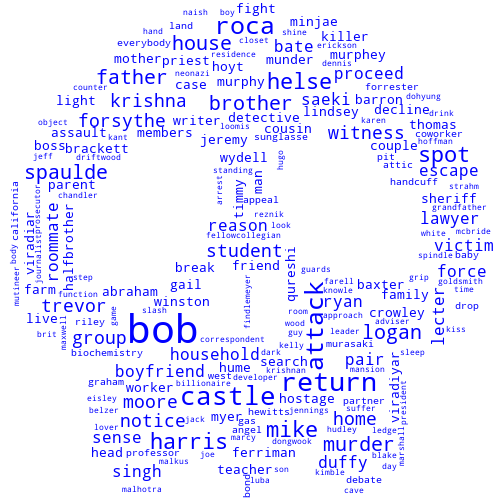 naish boy fight
hand land roca minjae
everybody shine killer
house closet erickson
mother priest bate residence murphey
father hoyt munder dennis
neonazi helse proceed
counter case murphy forrester
light krishna brother saeki barron
object forsythe writer detective lindsey decline drink
assault kant members loomis cousin karen dohyung thomas
boss brackett jeremy sunglasse witness coworker
jeff driftwood wydell couple hoffman
spaulde standing hugo pit spot
attic escape
parent timmy man handcuff strahm
chandler arrest appeal sheriff
california prosecutor roommate halfbrother reznik grandfather
viradiar journalist reason look lawyer
fellowcollegian white mcbride
body student victim
mutineer break friend qurashi spindle baby
step guards force
farm function abraham gail findlemeyer farell baxter grip goldsmith
trevor winston knowle ryan family time
live game slash room attack crowley lecter drop
riley bob approach adviser
brit maxwell group wood leader logan kiss
correspondent guy
biochemistry household dark kelly murasaki
boyfriend hume search pair sleep
graham west developer krishnan mansion
worker billionaire return viradiyar
eisley castle hostage partner
moore hewitts jennings suffer
belzer notice myer home president
lover jack gas mike hudley ledge marshall
sense harris angel murder
head professor marcy dongwook blake
joe ferriman duffy
singh malkus teacher son day
kimble debate
malhotra bond luba cave